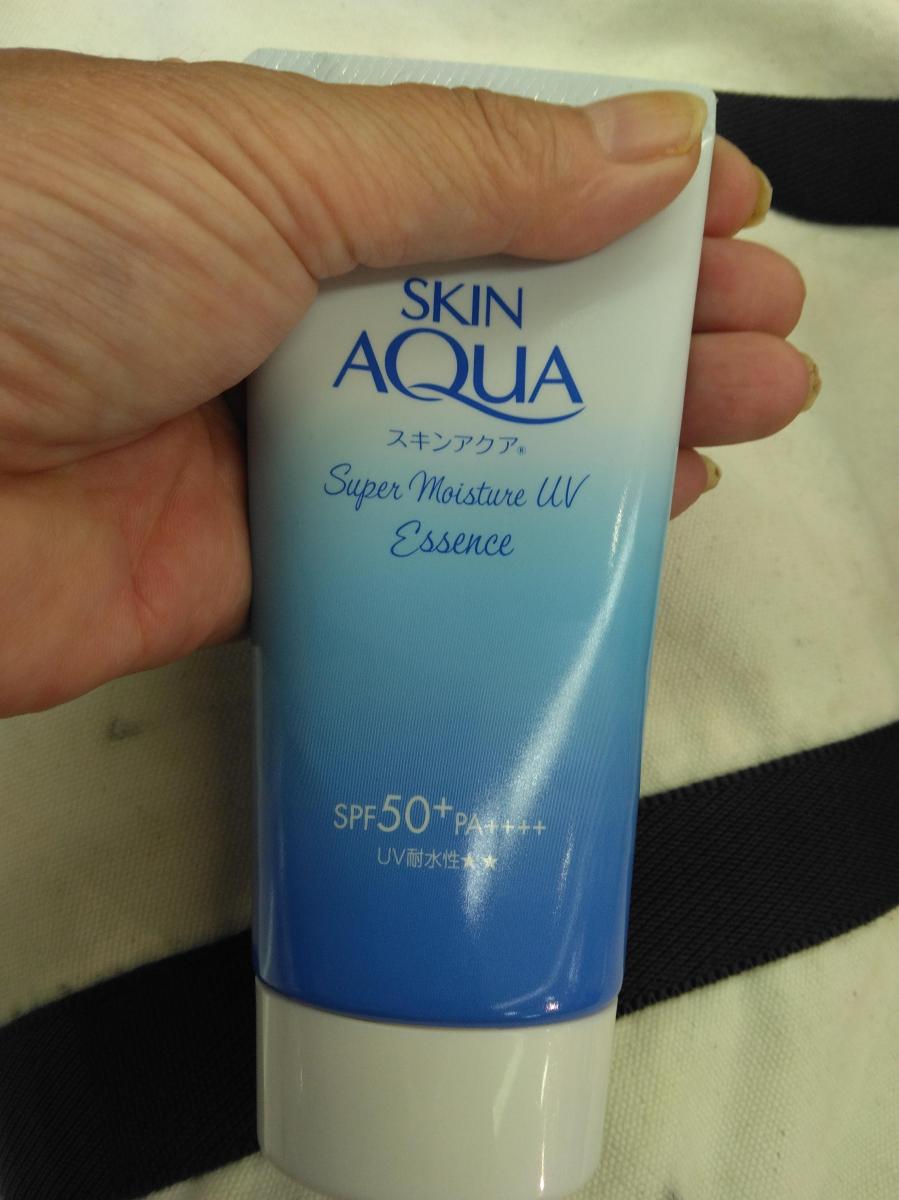 SKIN
AQUA
スキンアクア®
Super Moisture UV
Essence
SPF50+ PA++++
UV耐水性★★